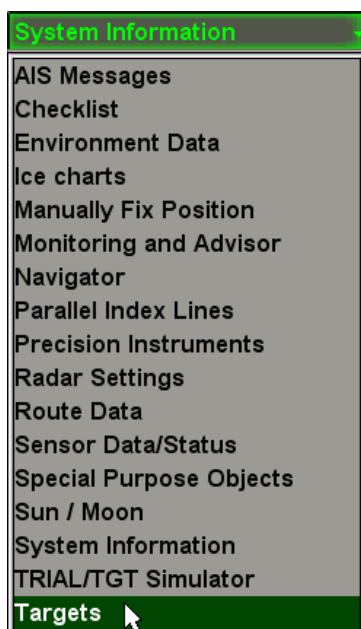 System Information
AIS Messages
Checklist
Environment Data
Ice charts
Manually Fix Position
Monitoring and Advisor
Navigator
Parallel Index Lines
Precision Instruments
Radar Settings
Route Data
Sensor Data/Status
Special Purpose Objects
Sun / Moon
System Information
TRIAL/TGT Simulator
Targets